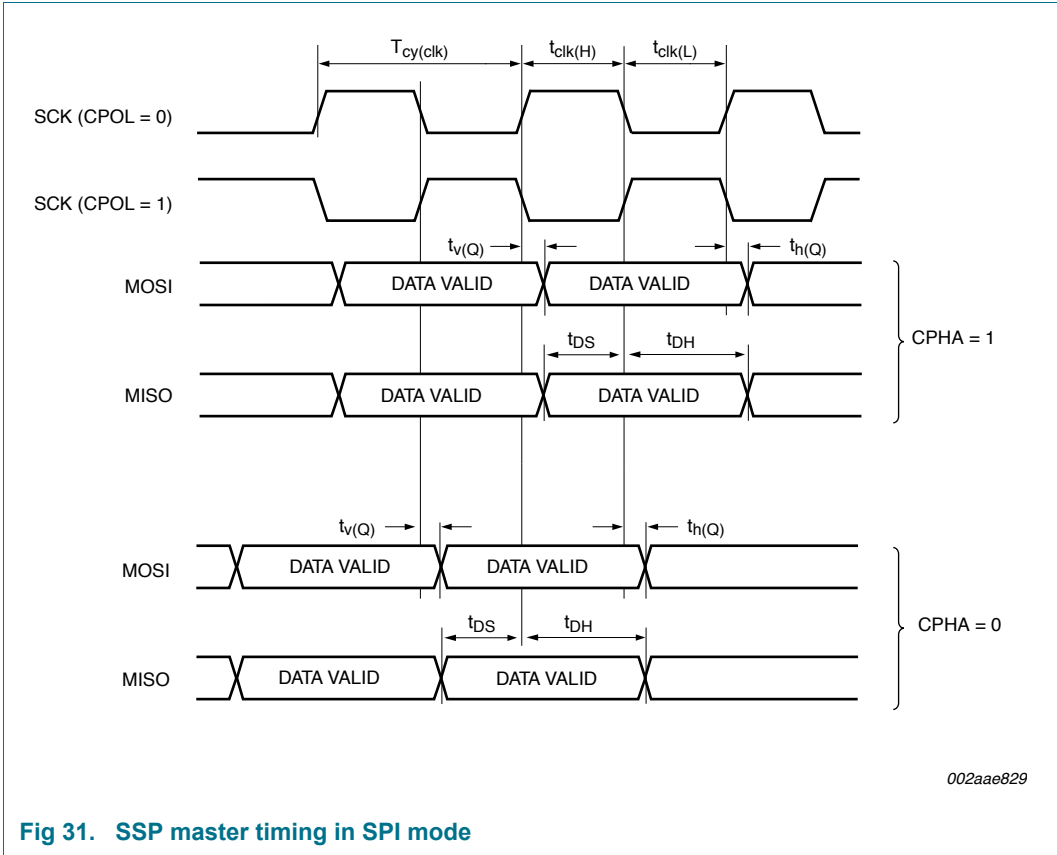 Tcy(clk) tclk(H) tclk(L)
SCK (CPOL = 0)
SCK (CPOL = 1)
tv(Q) th(Q)
MOSI DATA VALID DATA VALID
CPHA = 1
tDS tDH
MISO DATA VALID DATA VALID
tv(Q) th(Q)
MOSI DATA VALID DATA VALID
CPHA = 0
tDS tDH
MISO DATA VALID DATA VALID
002aae829
Fig 31. SSP master timing in SPI mode